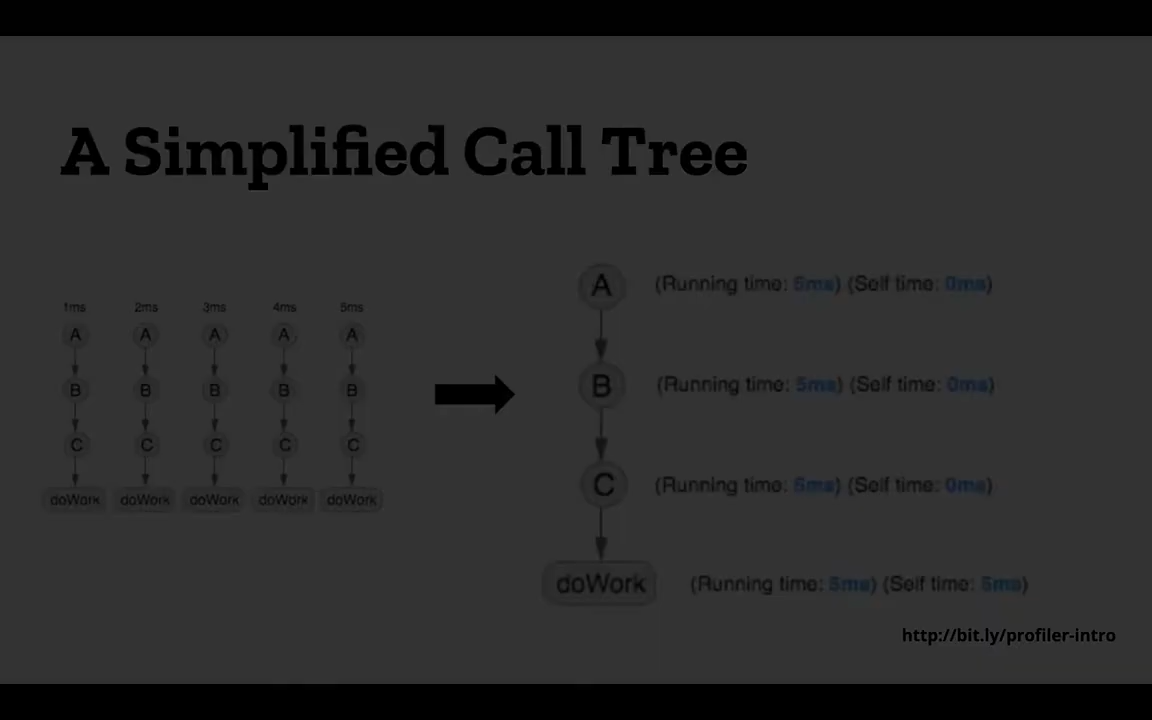 A Simplified Call Tree
1ms 2ms 3ms 4ms 5ms
A A A A A
B B B B B
C C C C C
doWork doWork doWork doWork doWork
A (Running time: 5ms) (Self time: 0ms)
B (Running time: 5ms) (Self time: 0ms)
C (Running time: 5ms) (Self time: 0ms)
doWork (Running time: 5ms) (Self time: 5ms)
http://bit.ly/profiler-intro